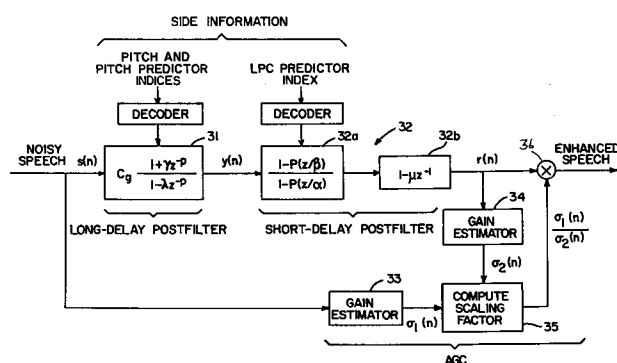 SIDE INFORMATION
PITCH AND
PITCH PREDICTOR
INDICES
LPC PREDICTOR
INDEX
DECODER
DECODER
31
32a
32
32b
36
NOISY
SPEECH
s(n)
Cg (1+γz^-p)/(1-λz^-p)
y(n)
(1-P(z/β))/(1-P(z/α))
1-μz^-1
r(n)
ENHANCED
SPEECH
LONG-DELAY POSTFILTER
SHORT-DELAY POSTFILTER
34
GAIN
ESTIMATOR
σ1(n)/σ2(n)
σ2(n)
33
GAIN
ESTIMATOR
σ1(n)
COMPUTE
SCALING
FACTOR
35
AGC